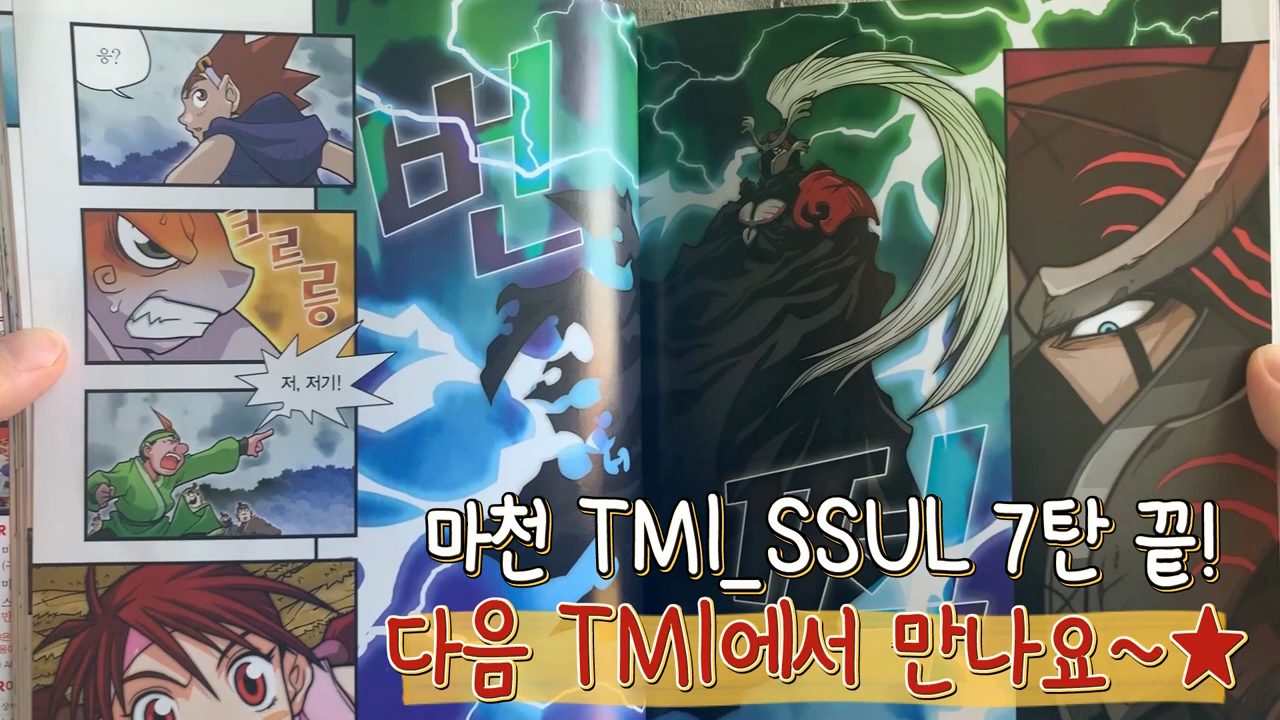 응?
크르릉
저, 저기!
번
쩍
마천 TMI_SSUL 7탄 끝!
다음 TMI에서 만나요~★